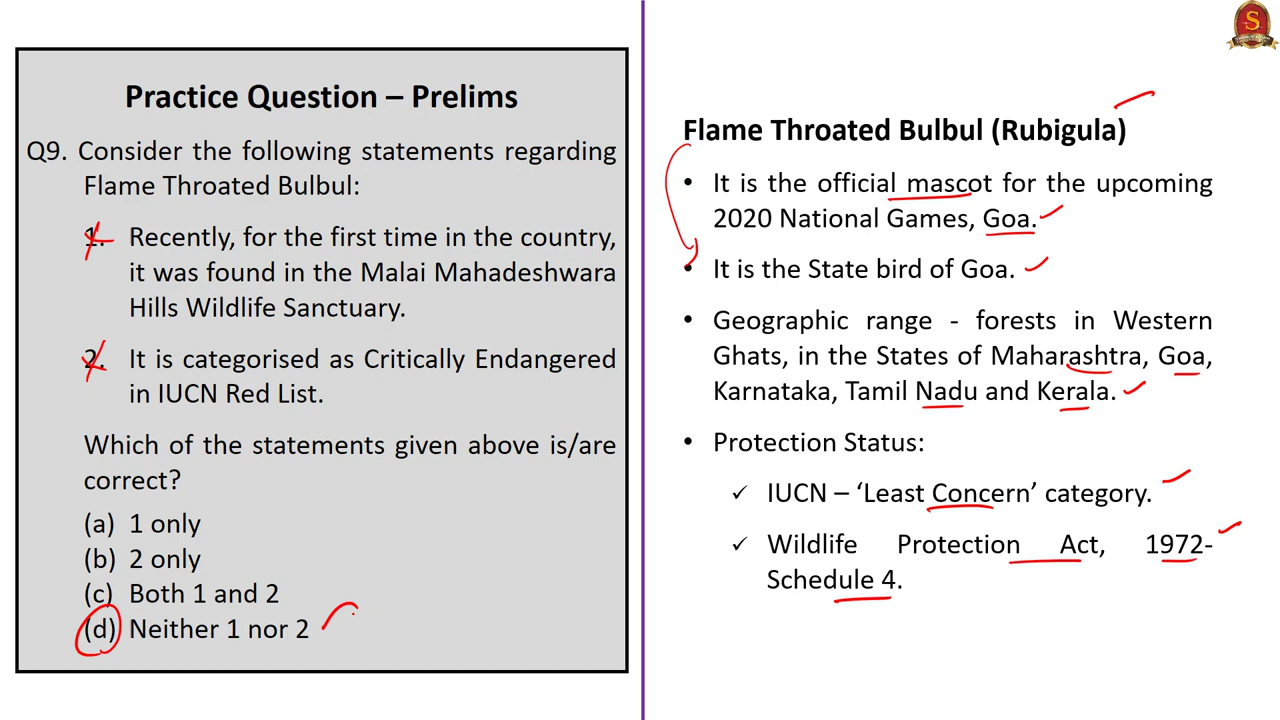 Practice Question – Prelims
Q9. Consider the following statements regarding
Flame Throated Bulbul:
1. Recently, for the first time in the country,
it was found in the Malai Mahadeshwara
Hills Wildlife Sanctuary.
2. It is categorised as Critically Endangered
in IUCN Red List.
Which of the statements given above is/are
correct?
(a) 1 only
(b) 2 only
(c) Both 1 and 2
(d) Neither 1 nor 2
S
Flame Throated Bulbul (Rubigula)
• It is the official mascot for the upcoming
2020 National Games, Goa.
• It is the State bird of Goa.
• Geographic range - forests in Western
Ghats, in the States of Maharashtra, Goa,
Karnataka, Tamil Nadu and Kerala.
• Protection Status:
✓ IUCN – ‘Least Concern’ category.
✓ Wildlife Protection Act, 1972-
Schedule 4.